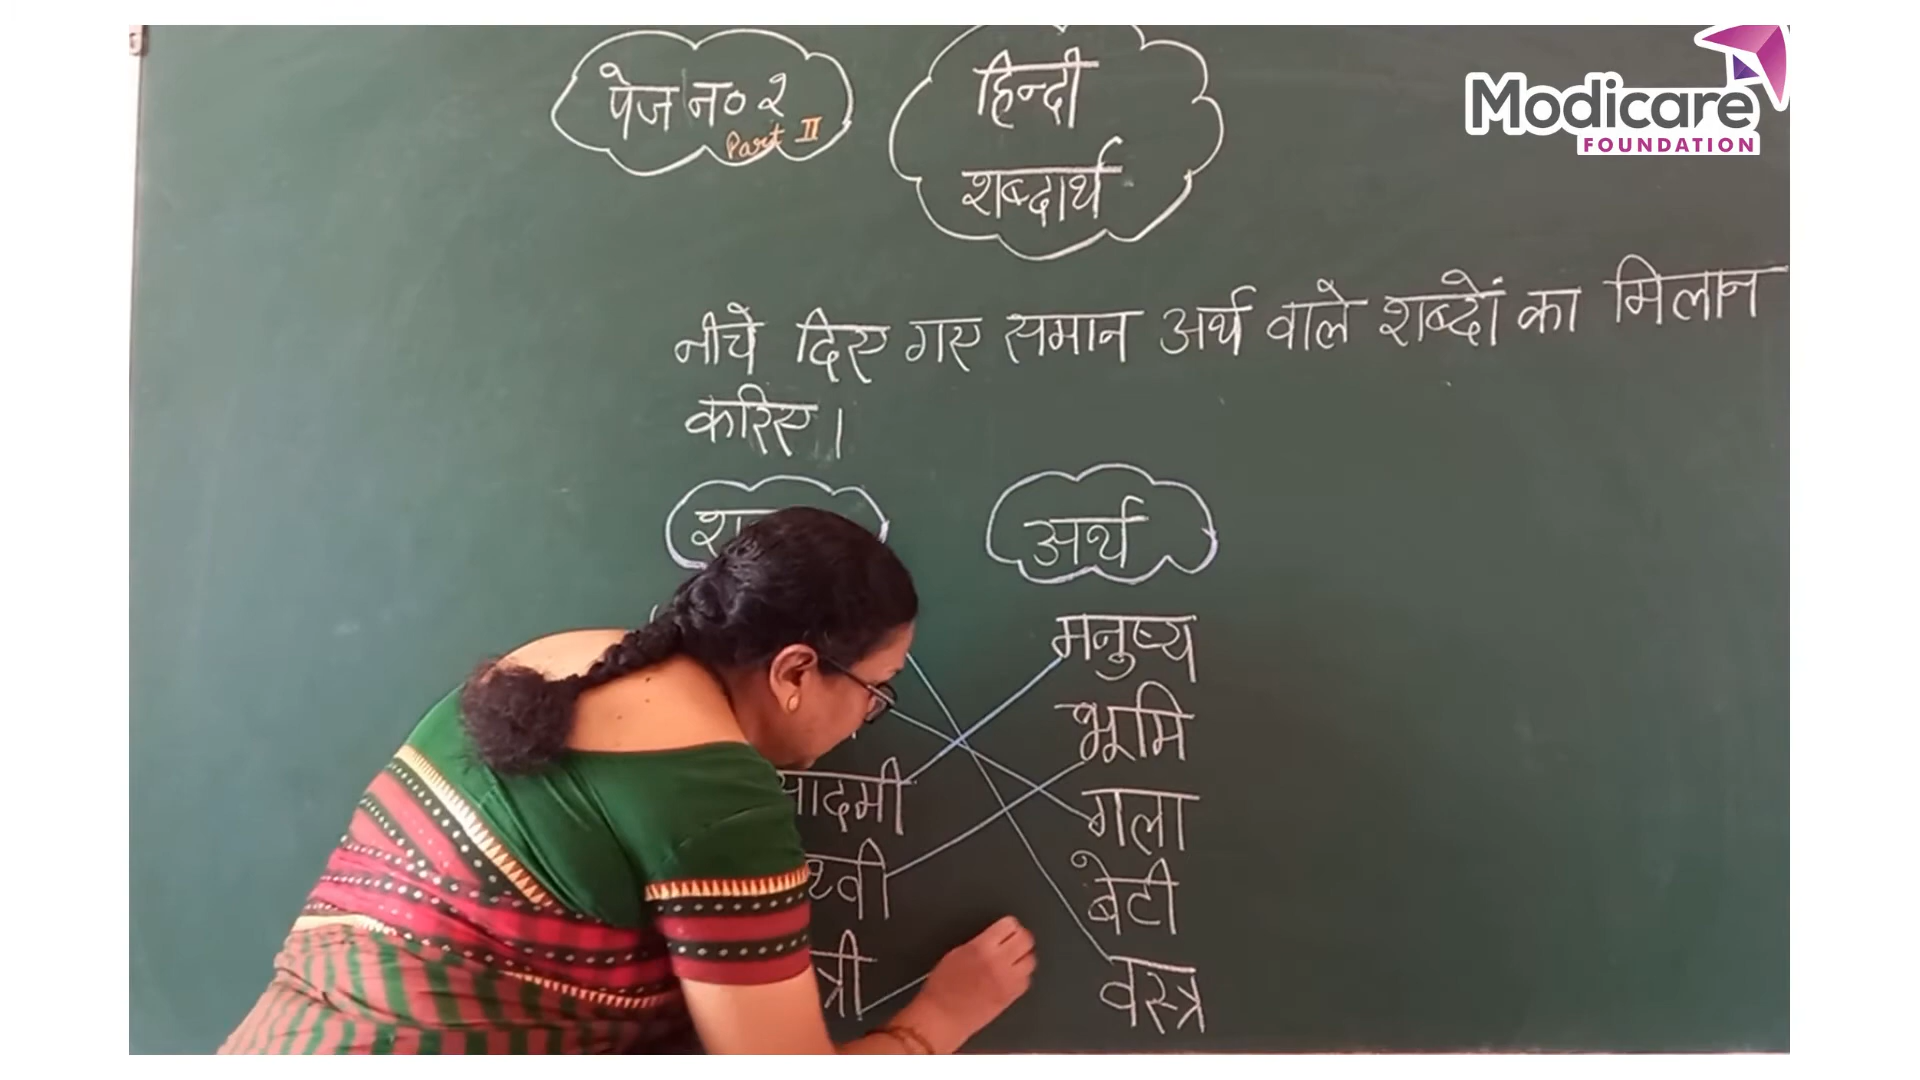 पेज न० २
Part II
हिन्दी
शब्दार्थ
Modicare
FOUNDATION
नीचे दिए गए समान अर्थ वाले शब्दों का मिलान
करिए।
अर्थ
मनुष्य
भूमि
गला
बेटी
वस्त्र